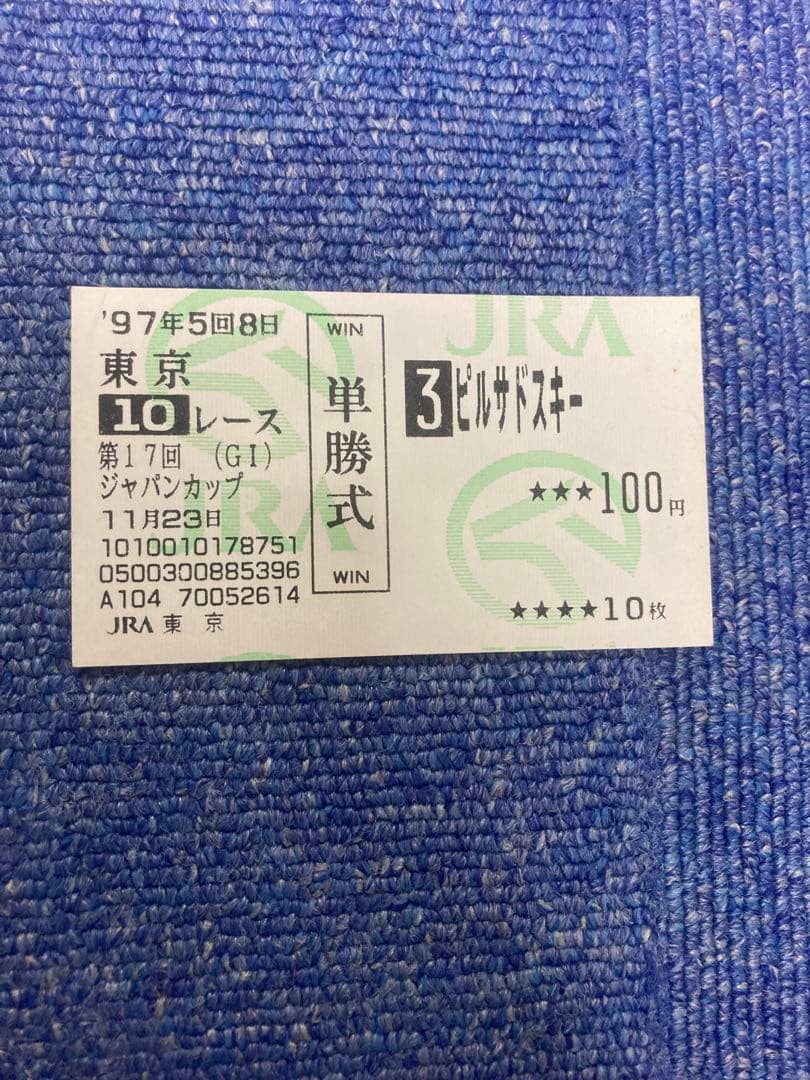 '97年5回8日
東京
10レース
第17回 (GI)
ジャパンカップ
11月23日
1010010178751
0500300885396
A104 70052614
JRA 東 京
WIN
単勝式
WIN
3 ピルサドスキー
★★★100円
★★★★10枚
JRA
JRA